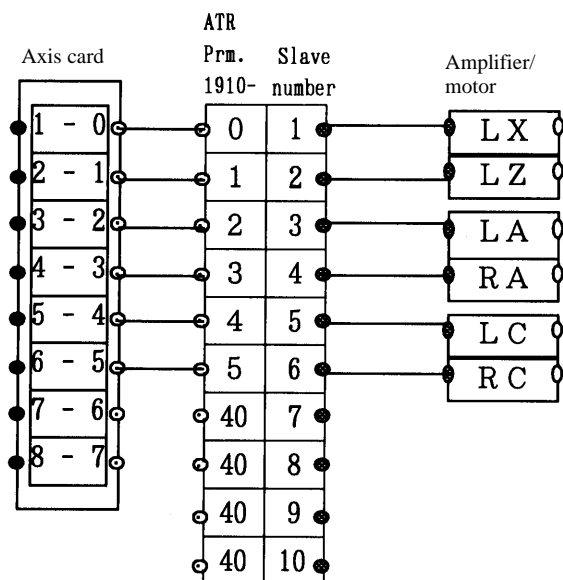 ATR
Prm. Slave
1910- number
Axis card
Amplifier/
motor
1 - 0 0 1 LX
2 - 1 1 2 LZ
3 - 2 2 3 LA
4 - 3 3 4 RA
5 - 4 4 5 LC
6 - 5 5 6 RC
7 - 6 40 7
8 - 7 40 8
40 9
40 10